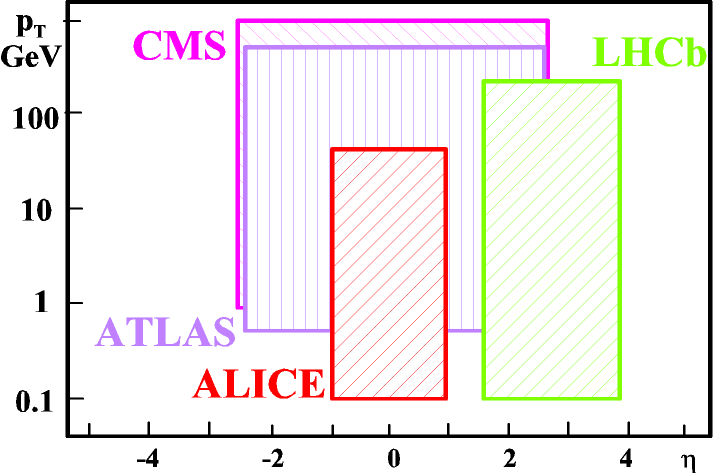 p_T
GeV
CMS
LHCb
100
10
1
ATLAS
ALICE
0.1
-4 -2 0 2 4 η